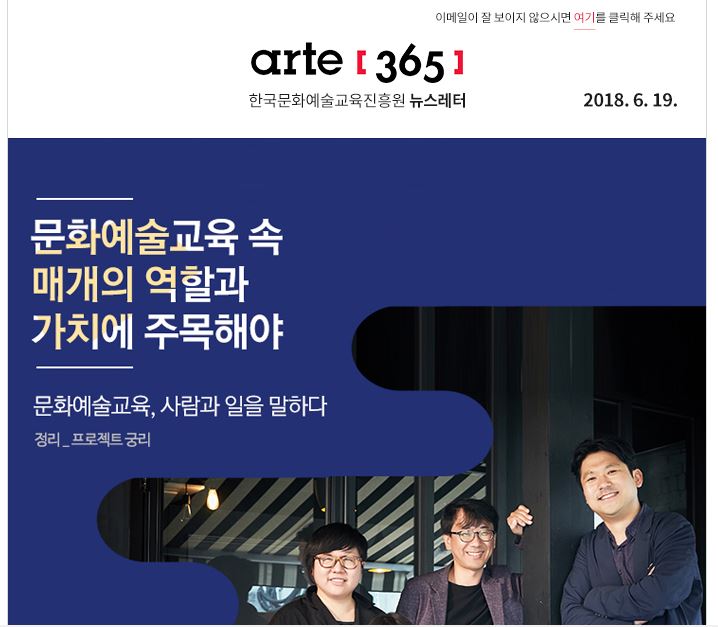 이메일이 잘 보이지 않으시면 여기를 클릭해 주세요
arte [365]
한국문화예술교육진흥원 뉴스레터
2018. 6. 19.
문화예술교육 속
매개의 역할과
가치에 주목해야
문화예술교육, 사람과 일을 말하다
정리 _ 프로젝트 궁리